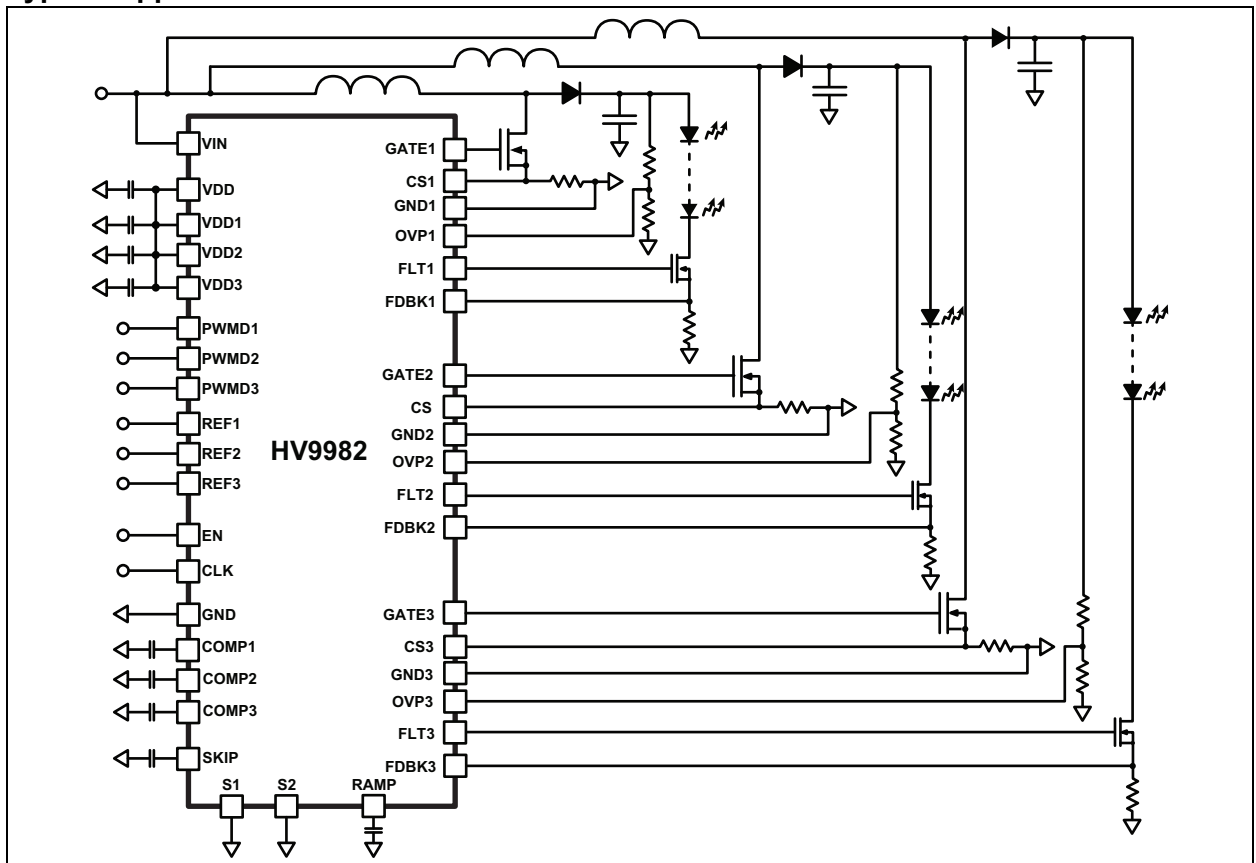 VIN
VDD
VDD1
VDD2
VDD3
PWMD1
PWMD2
PWMD3
REF1
REF2
REF3
EN
CLK
GND
COMP1
COMP2
COMP3
SKIP
HV9982
GATE1
CS1
GND1
OVP1
FLT1
FDBK1
GATE2
CS
GND2
OVP2
FLT2
FDBK2
GATE3
CS3
GND3
OVP3
FLT3
FDBK3
S1
S2
RAMP